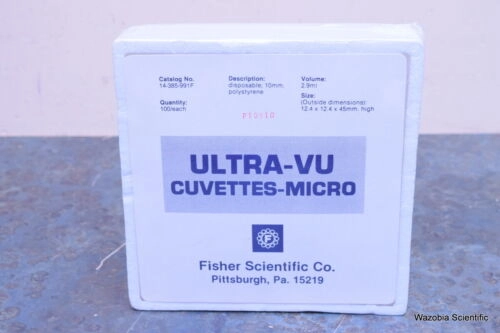 Catalog No.
14-385-991F
Description:
disposable; 10mm;
polystyrene
Volume:
2.9ml
Quantity:
100/each
Size:
(Outside dimensions)
12.4 x 12.4 x 45mm. high
ULTRA-VU
CUVETTES-MICRO
F
Fisher Scientific Co.
Pittsburgh, Pa. 15219
Wazobia Scientific